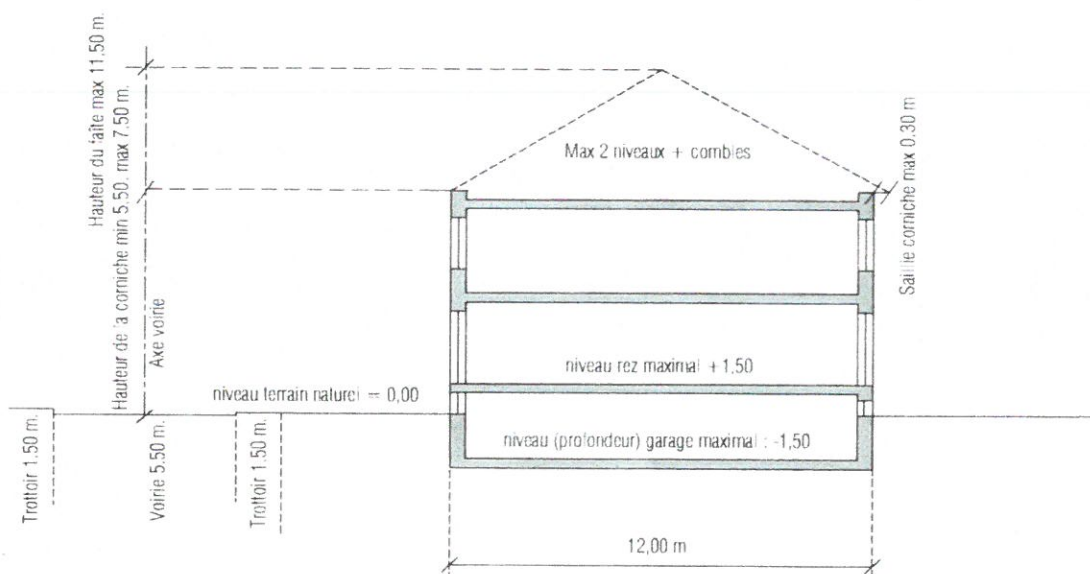 Hauteur du faîte max 11.50 m.
Hauteur de la corniche min 5.50. max 7.50 m.
Axe voirie
Max 2 niveaux + combles
Saillie corniche max 0.30 m
niveau rez maximal +1,50
niveau terrain naturel = 0,00
niveau (profondeur) garage maximal : -1,50
Trottoir 1.50 m.
Voirie 5.50 m.
Trottoir 1.50 m.
12,00 m